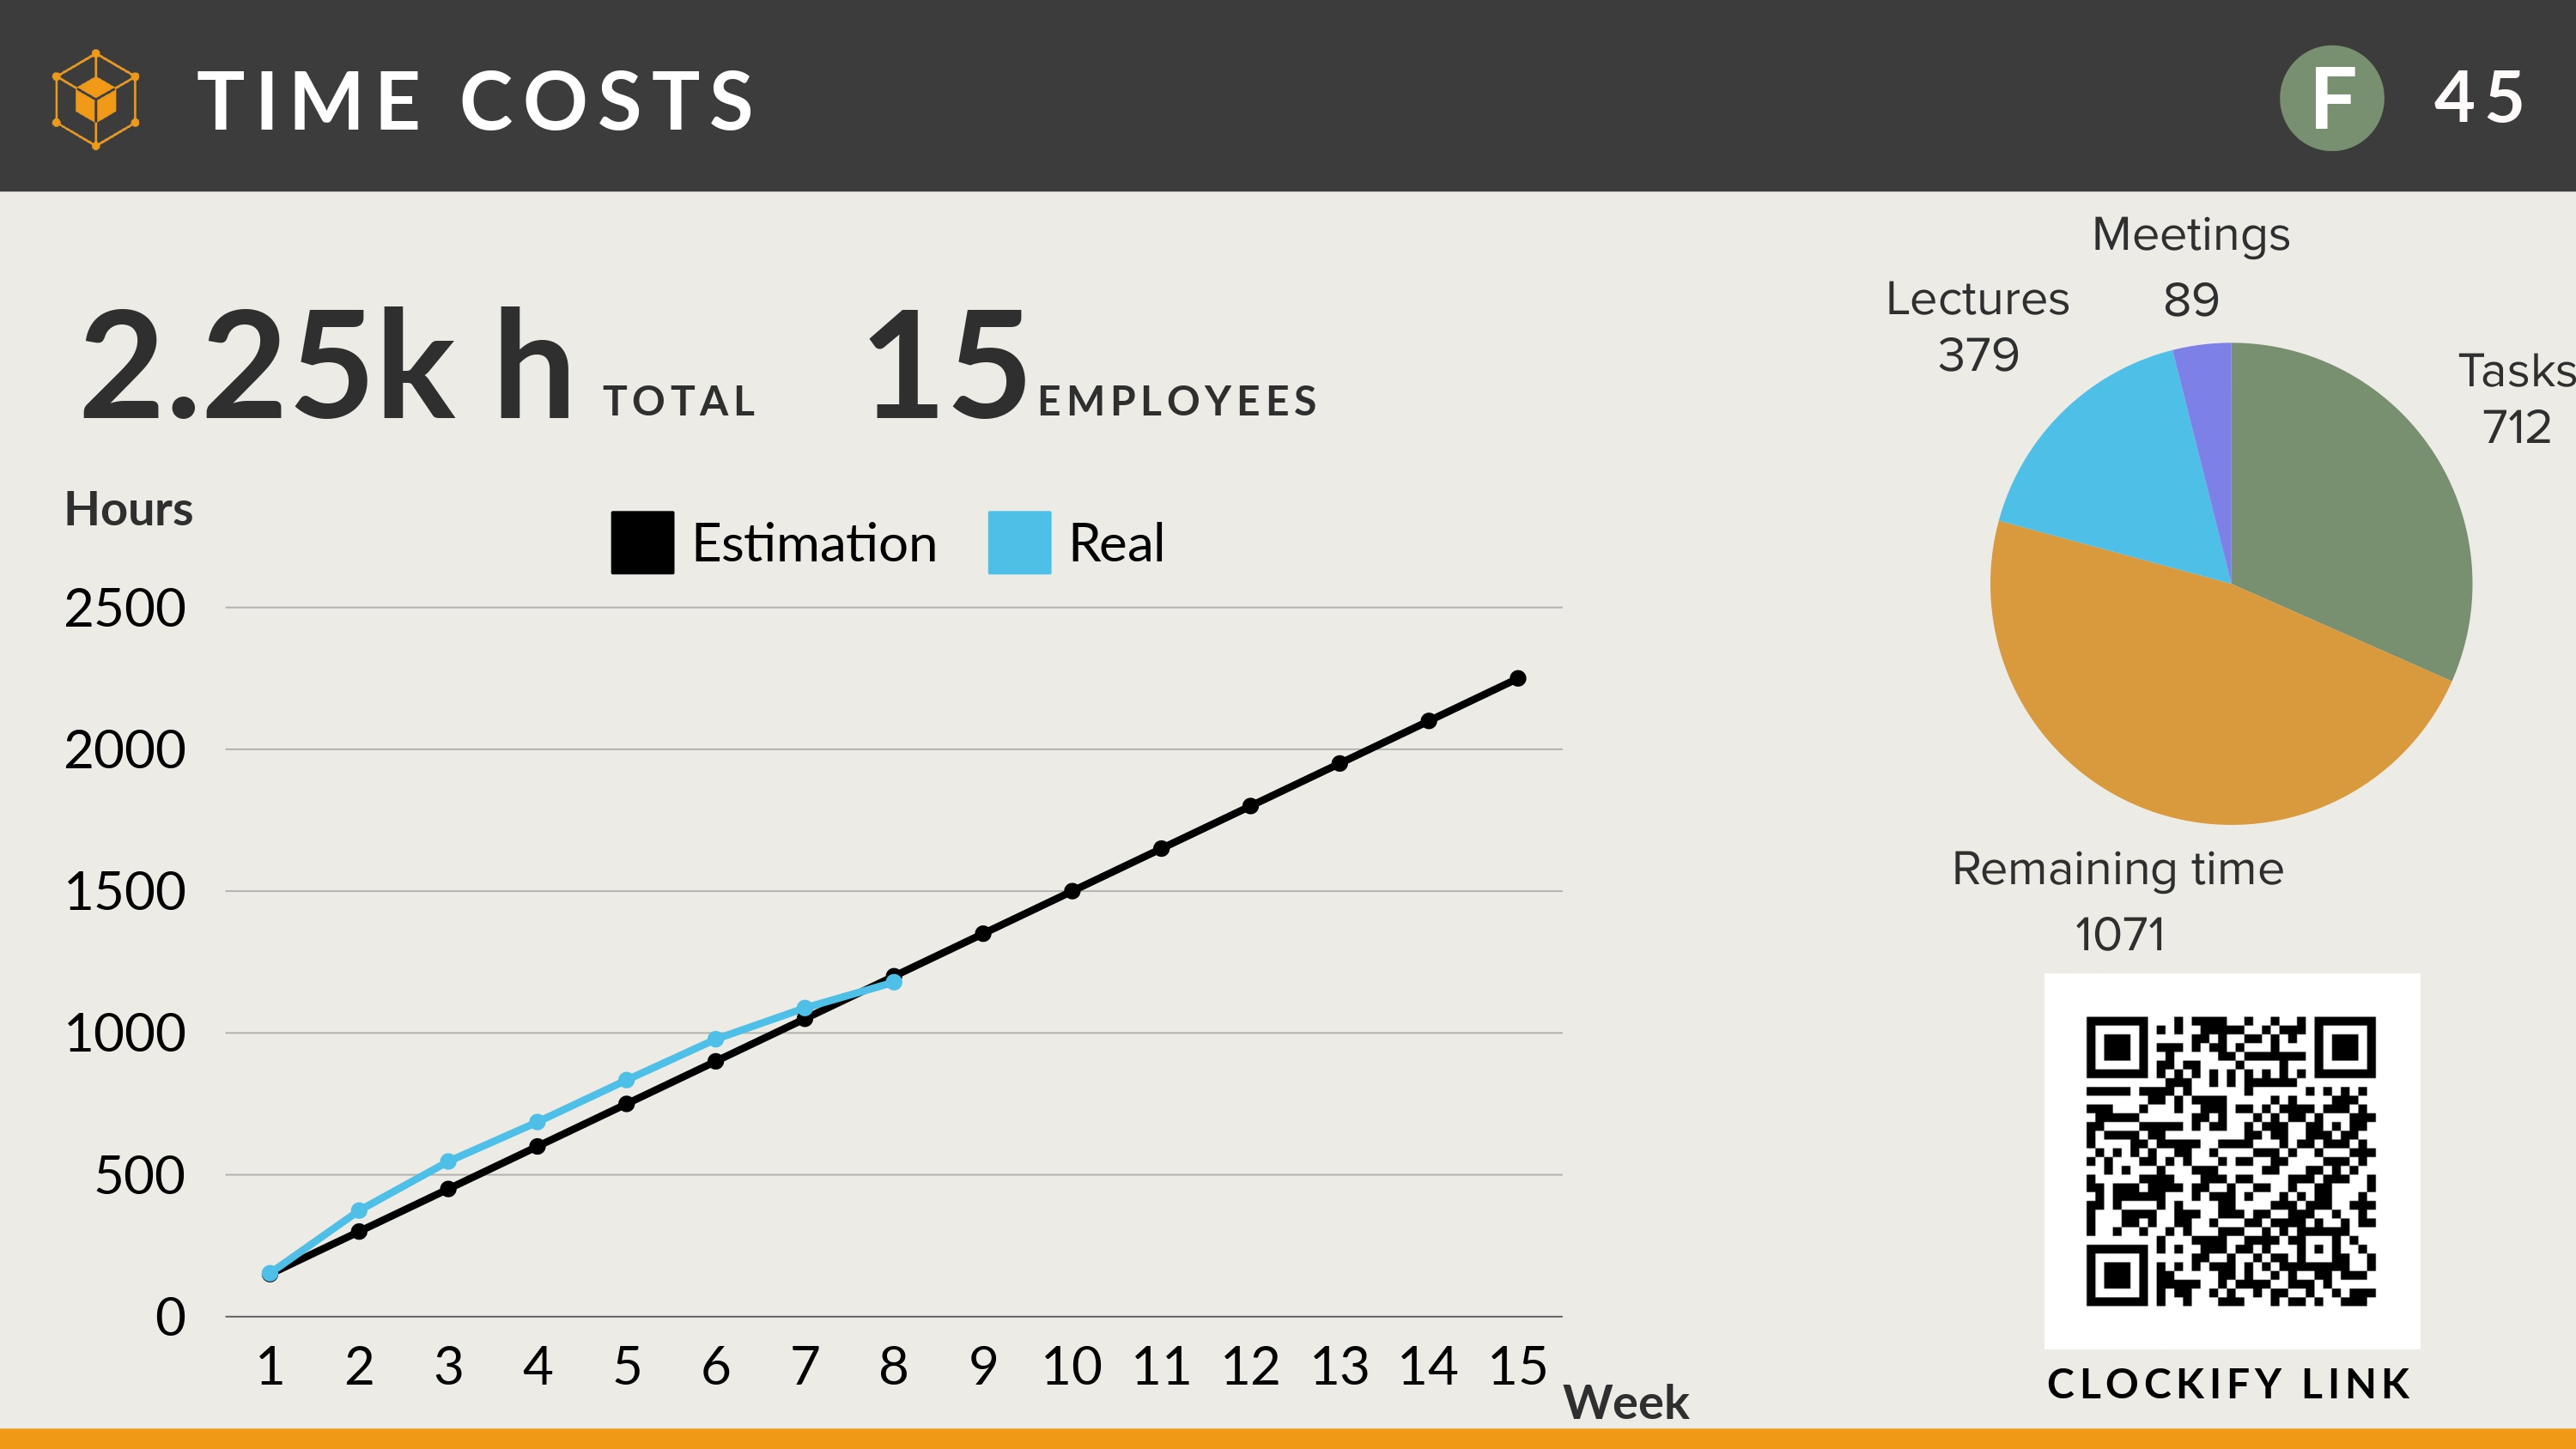 TIME COSTS
F 45
2.25k h TOTAL
15 EMPLOYEES
Hours
Estimation
Real
2500
2000
1500
1000
500
0
1 2 3 4 5 6 7 8 9 10 11 12 13 14 15
Week
Meetings
89
Lectures
379
Tasks
712
Remaining time
1071
CLOCKIFY LINK